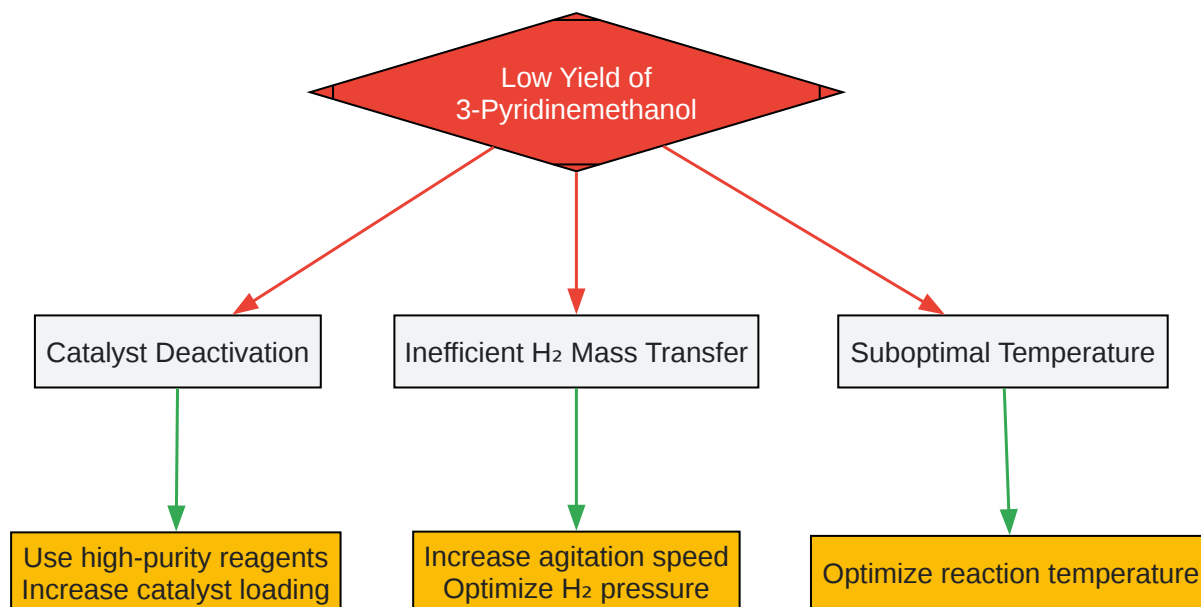 Low Yield of
3-Pyridinemethanol
Catalyst Deactivation
Inefficient H₂ Mass Transfer
Suboptimal Temperature
Use high-purity reagents
Increase catalyst loading
Increase agitation speed
Optimize H₂ pressure
Optimize reaction temperature